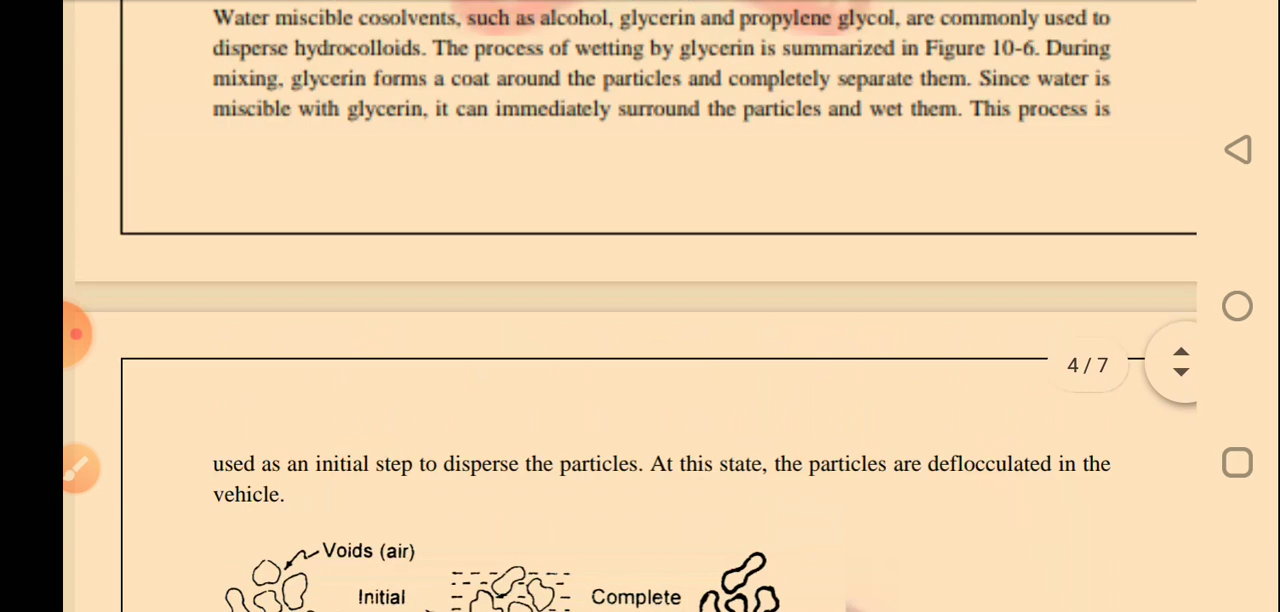 Water miscible cosolvents, such as alcohol, glycerin and propylene glycol, are commonly used to
disperse hydrocolloids. The process of wetting by glycerin is summarized in Figure 10-6. During
mixing, glycerin forms a coat around the particles and completely separate them. Since water is
miscible with glycerin, it can immediately surround the particles and wet them. This process is
4 / 7
used as an initial step to disperse the particles. At this state, the particles are deflocculated in the
vehicle.
Voids (air)
Initial
Complete